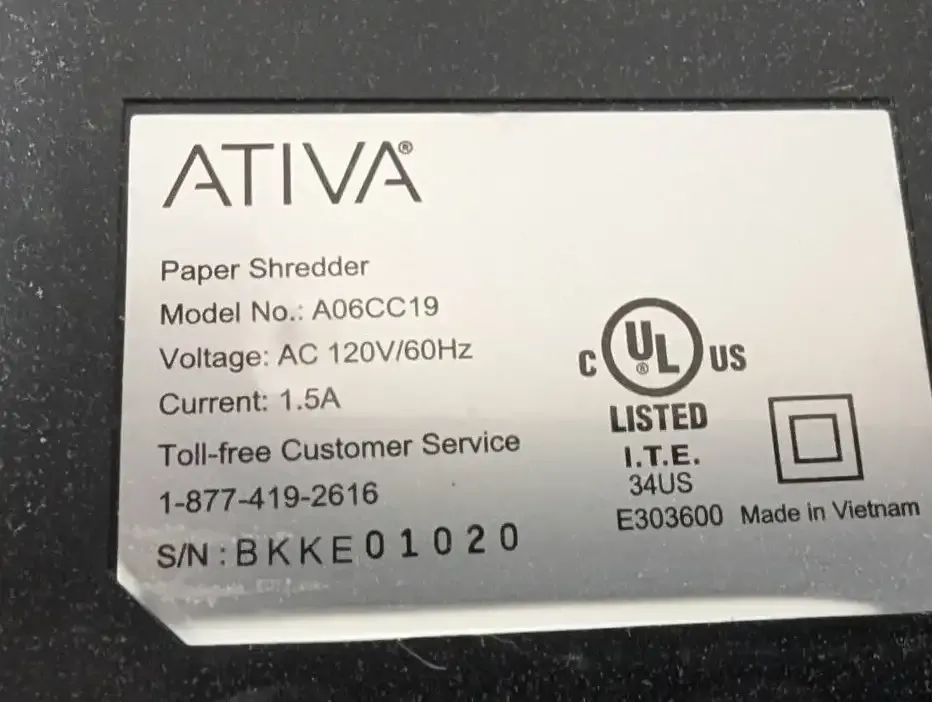 ATIVA®
Paper Shredder
Model No.: A06CC19
Voltage: AC 120V/60Hz
Current: 1.5A
Toll-free Customer Service
1-877-419-2616
S/N : BKKE01020
C UL® US
LISTED
I.T.E.
34US
E303600 Made in Vietnam